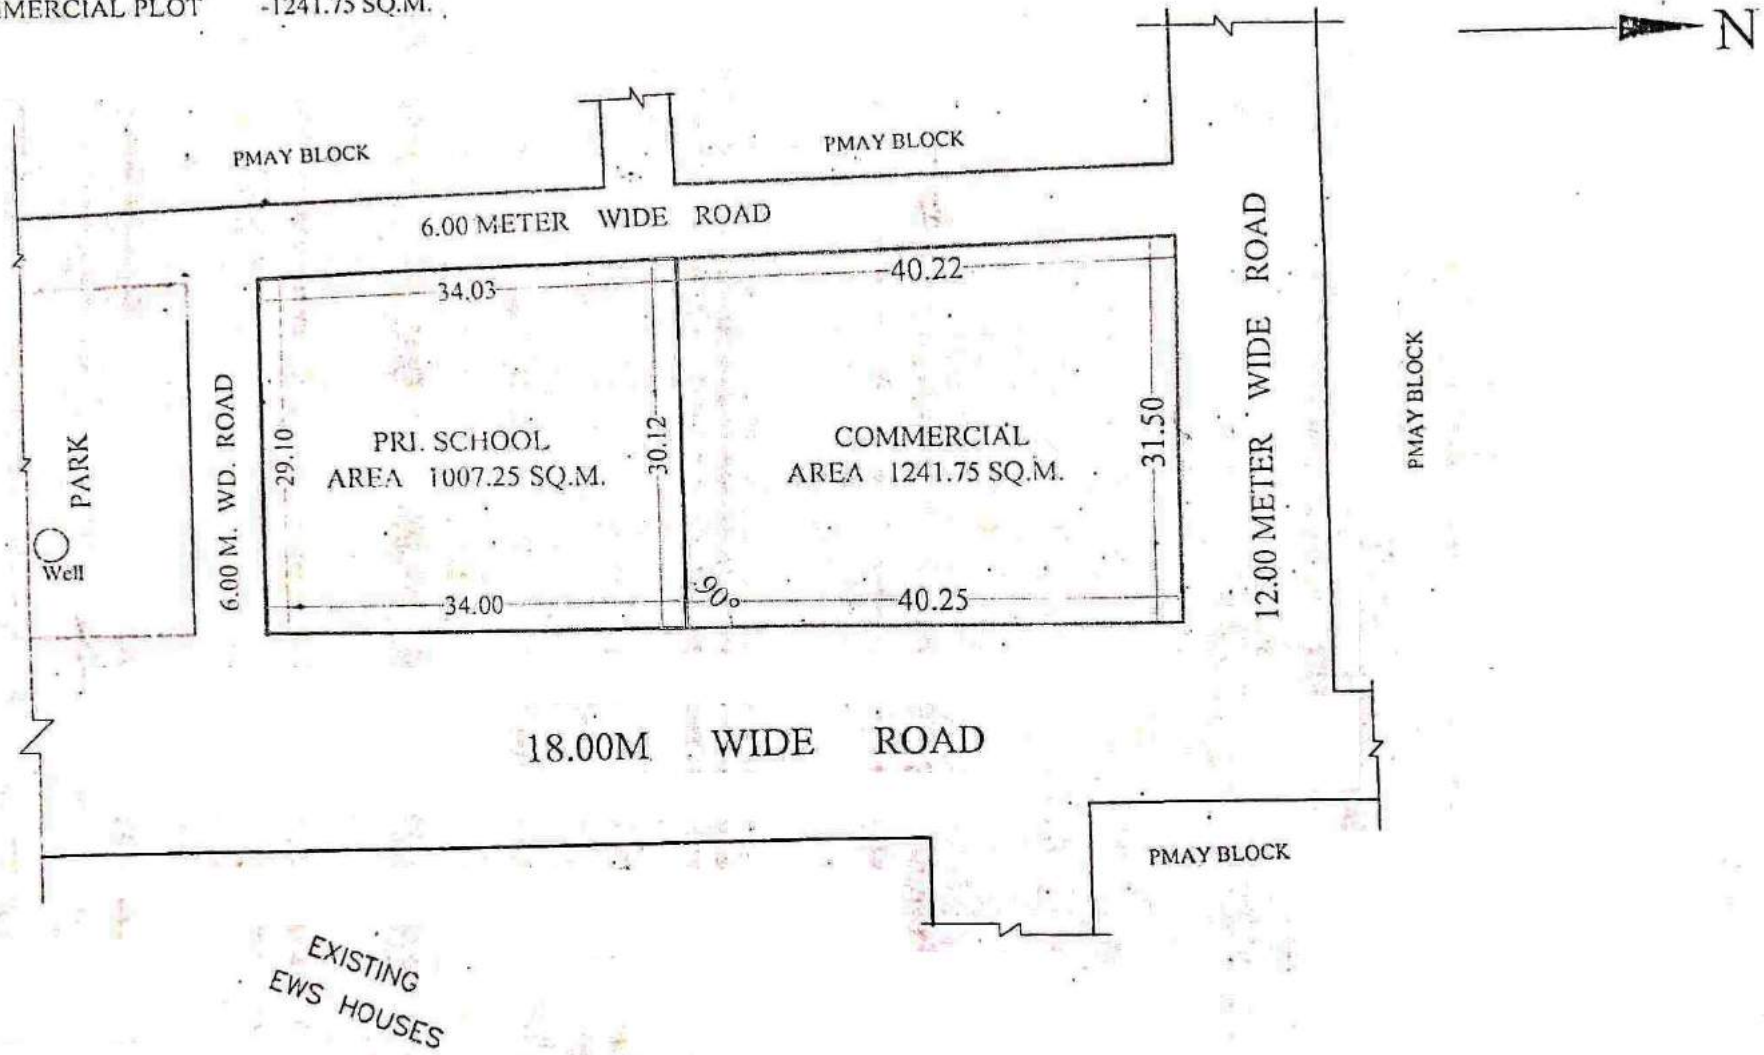 MERCIAL PLOT -1241.75 SQ.M.
N
PMAY BLOCK
PMAY BLOCK
6.00 METER WIDE ROAD
34.03
40.22
12.00 METER WIDE ROAD
PMAY BLOCK
PARK
Well
6.00 M. WD. ROAD
29.10
PRI. SCHOOL
AREA 1007.25 SQ.M.
30.12
COMMERCIAL
AREA 1241.75 SQ.M.
31.50
34.00
90°
40.25
18.00M WIDE ROAD
PMAY BLOCK
EXISTING
EWS HOUSES